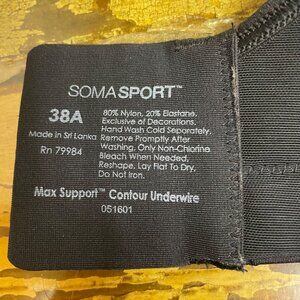 SOMASPORT™
38A
Made in Sri Lanka
Rn 79984
80% Nylon, 20% Elastane,
Exclusive of Decorations.
Hand Wash Cold Separately.
Remove Promptly After
Washing, Only Non-Chlorine
Bleach When Needed,
Reshape, Lay Flat To Dry,
Do Not Iron.
Max Support™ Contour Underwire
051601